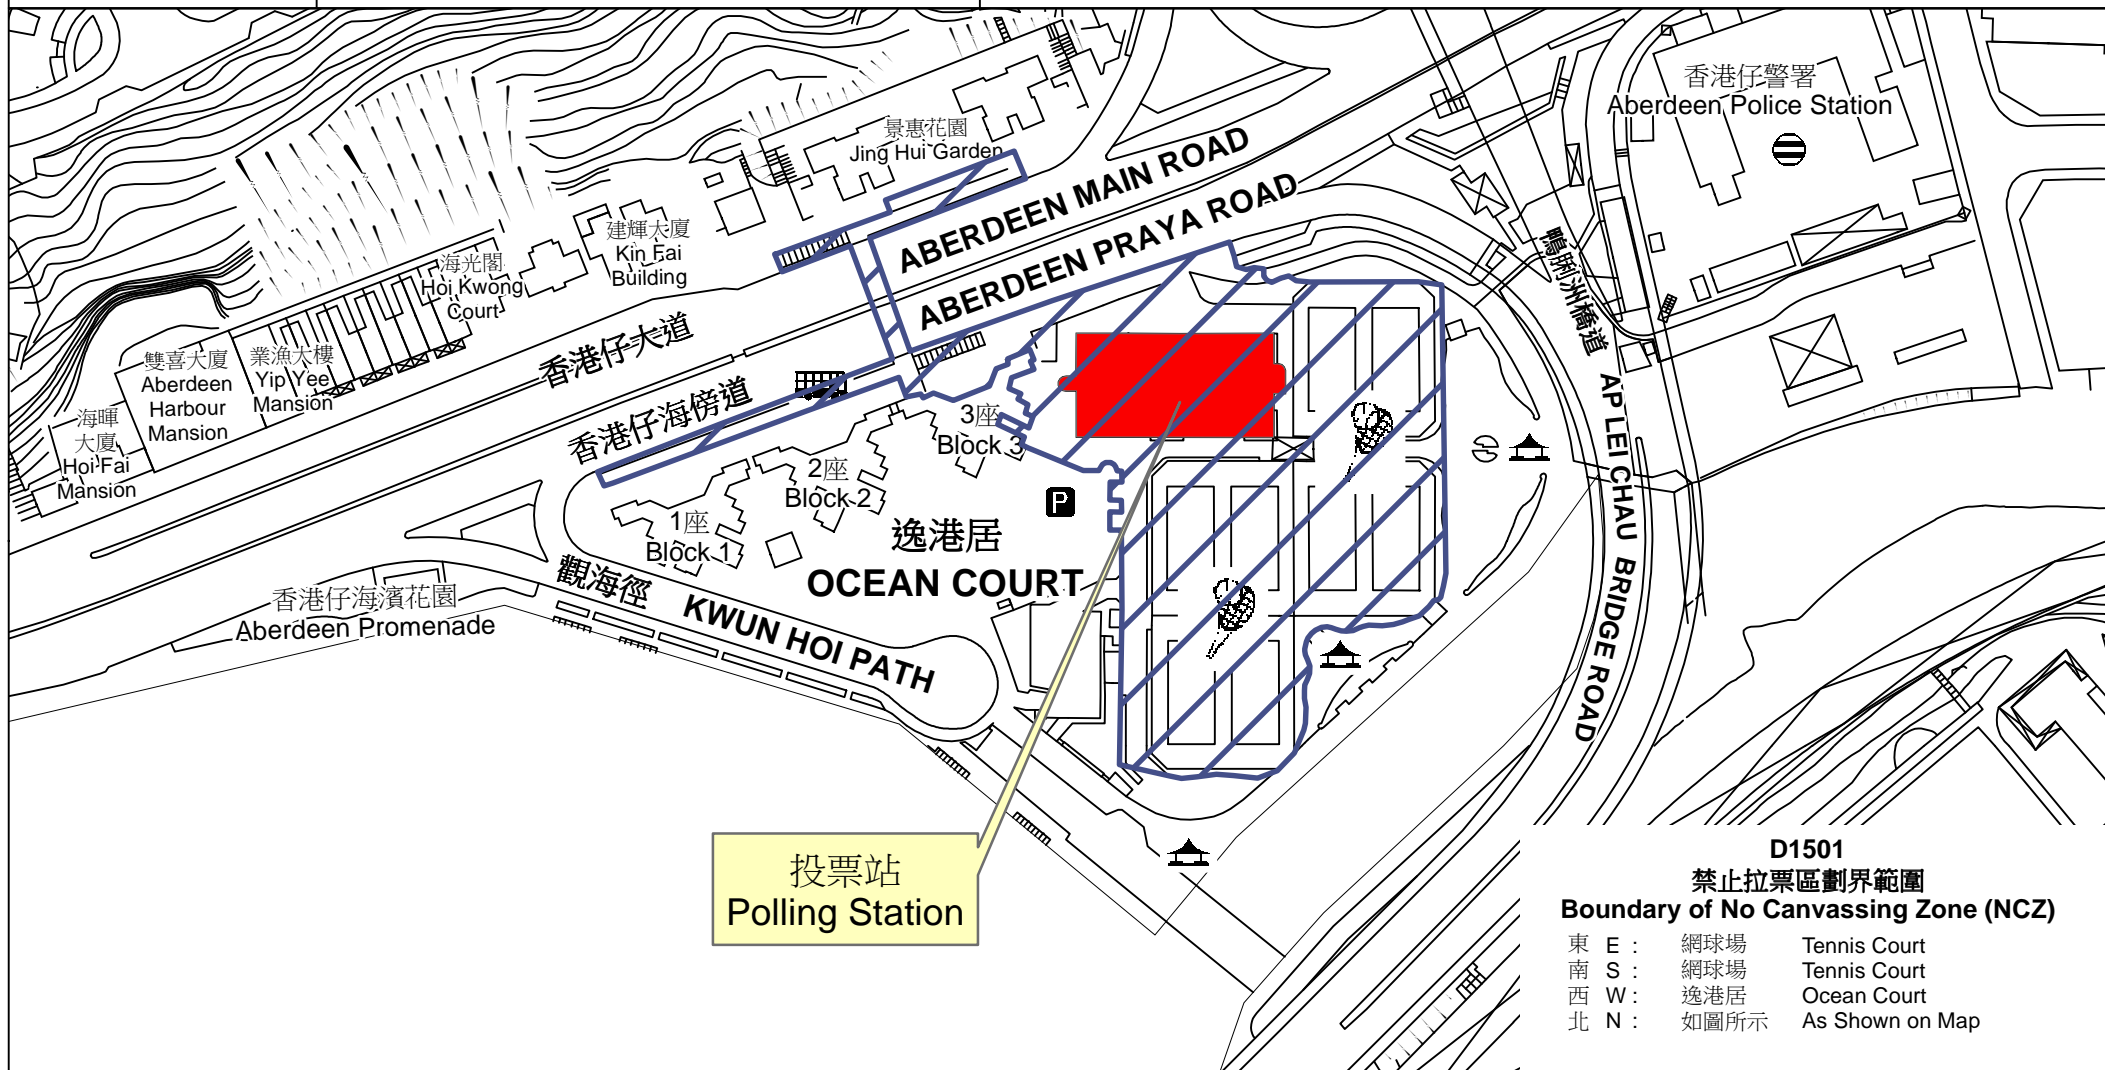 香港仔警署
Aberdeen Police Station
景惠花園
Jing Hui Garden
ABERDEEN MAIN ROAD
ABERDEEN PRAYA ROAD
建輝大廈
Kin Fai
Building
海光閣
Hoi Kwong
Court
業漁大樓
Yip Yee
Mansion
雙喜大廈
Aberdeen
Harbour
Mansion
海暉
大廈
Hoi Fai
Mansion
香港仔大道
香港仔海傍道
鴨脷洲橋道
AP LEI CHAU BRIDGE ROAD
3座
Block 3
2座
Block 2
1座
Block 1
P
逸港居
OCEAN COURT
觀海徑 KWUN HOI PATH
香港仔海濱花園
Aberdeen Promenade
投票站
Polling Station
D1501
禁止拉票區劃界範圍
Boundary of No Canvassing Zone (NCZ)
東 E : 網球場 Tennis Court
南 S : 網球場 Tennis Court
西 W : 逸港居 Ocean Court
北 N : 如圖所示 As Shown on Map